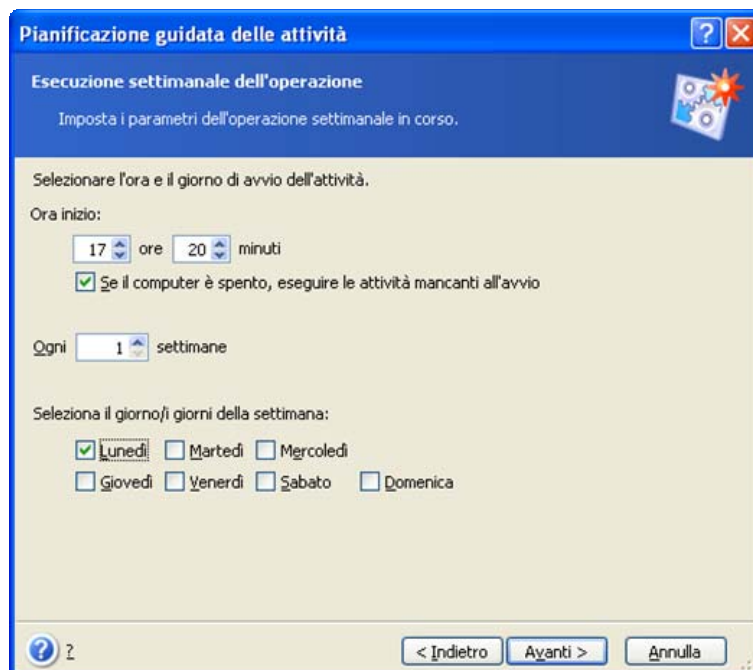 Pianificazione guidata delle attività
Esecuzione settimanale dell'operazione
Imposta i parametri dell'operazione settimanale in corso.
Selezionare l'ora e il giorno di avvio dell'attività.
Ora inizio:
17 ore 20 minuti
Se il computer è spento, eseguire le attività mancanti all'avvio
Ogni 1 settimane
Seleziona il giorno/i giorni della settimana:
Lunedì Martedì Mercoledì
Giovedì Venerdì Sabato Domenica
? < Indietro Avanti > Annulla